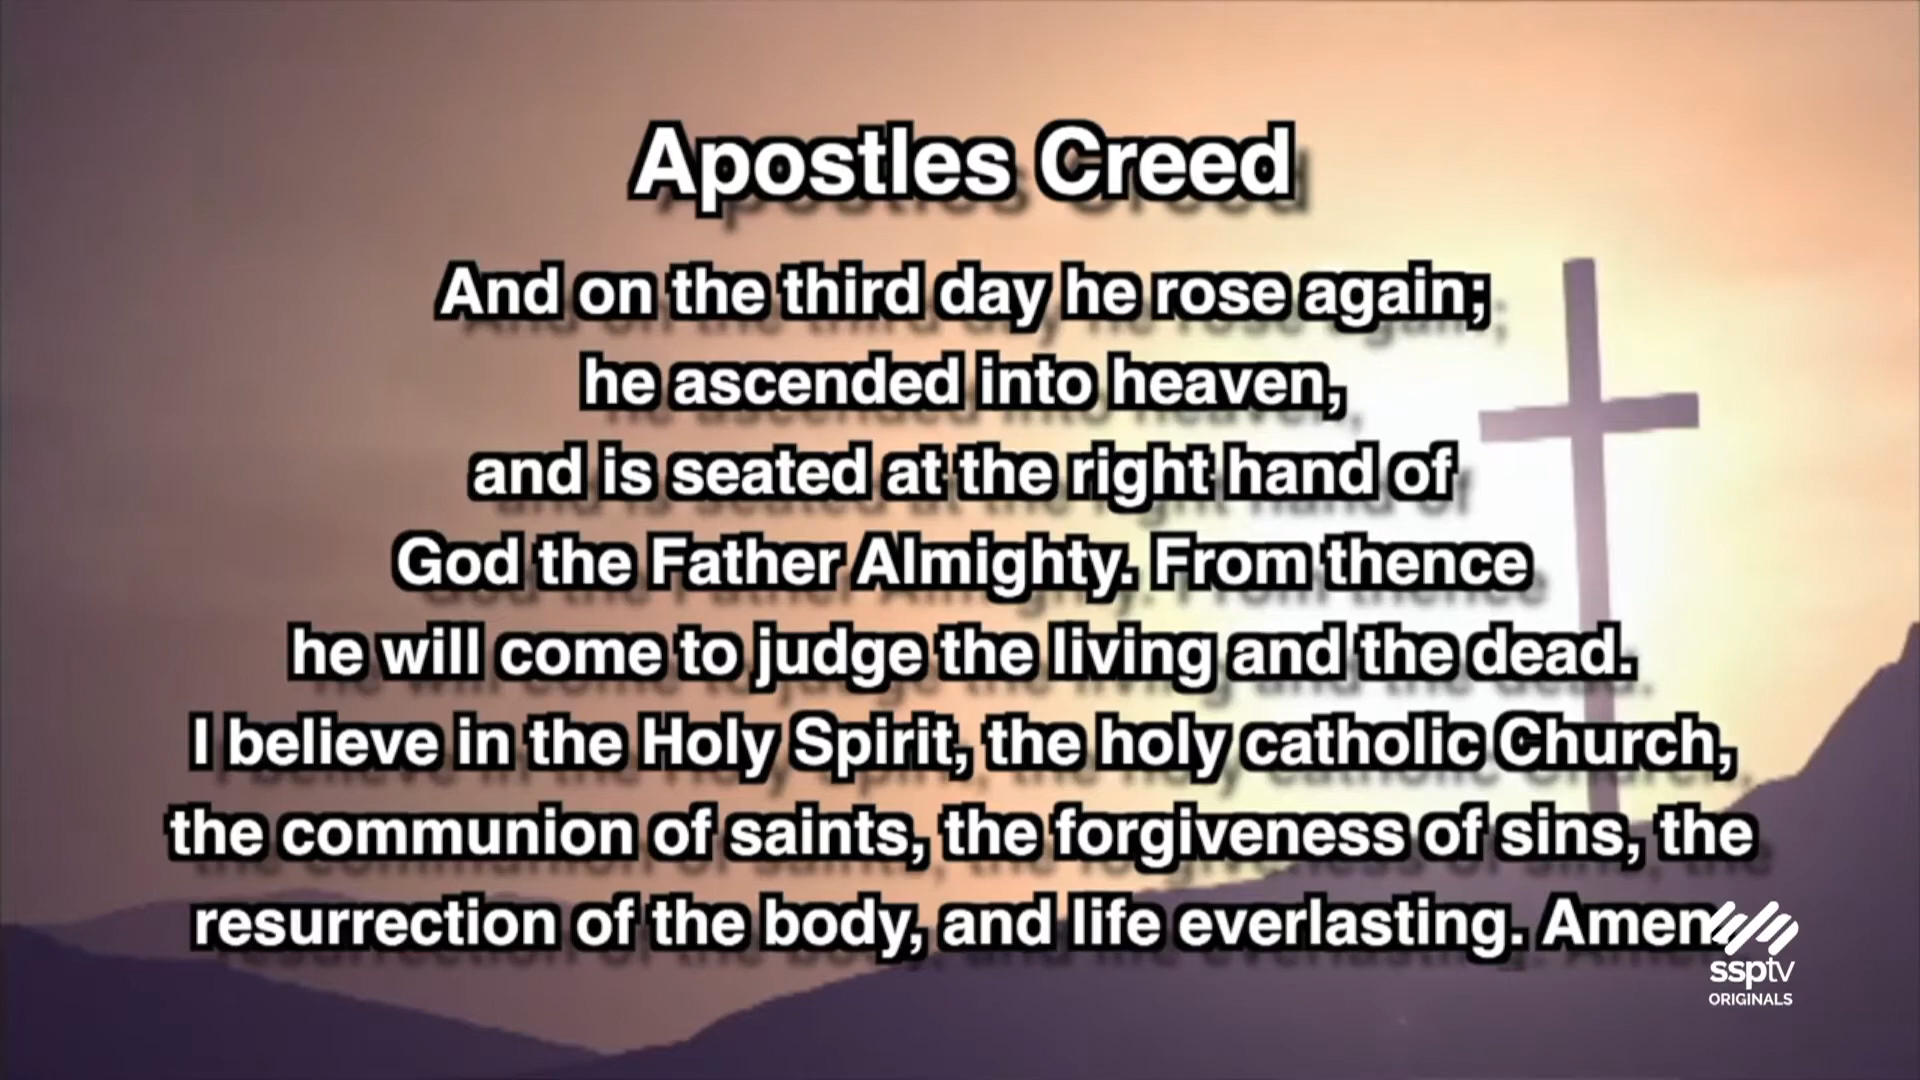 Apostles Creed
And on the third day he rose again;
he ascended into heaven,
and is seated at the right hand of
God the Father Almighty. From thence
he will come to judge the living and the dead.
I believe in the Holy Spirit, the holy catholic Church,
the communion of saints, the forgiveness of sins, the
resurrection of the body, and life everlasting. Amen
ssptv
ORIGINALS